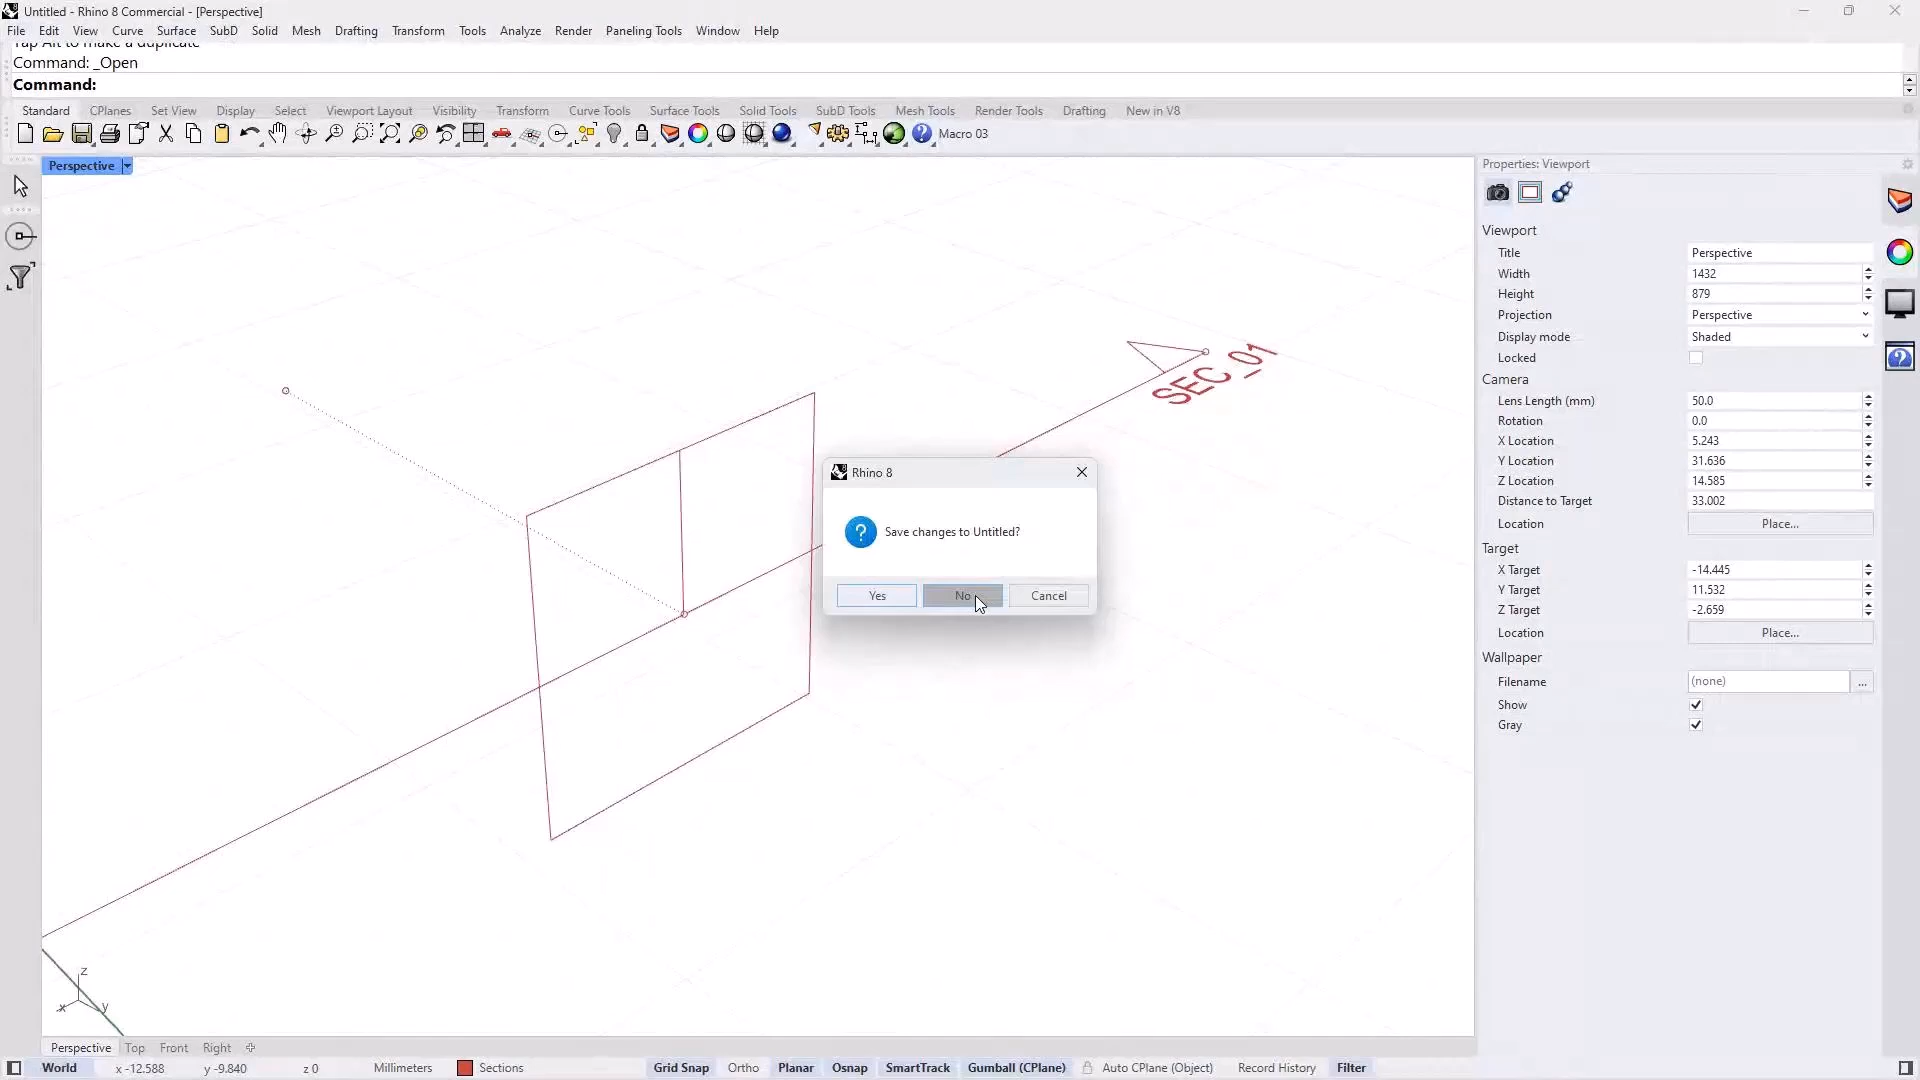 Untitled - Rhino 8 Commercial - [Perspective]
File Edit View Curve Surface SubD Solid Mesh Drafting Transform Tools Analyze Render Paneling Tools Window Help
Tap Alt to make a duplicate
Command: _Open
Command:
Standard CPlanes Set View Display Select Viewport Layout Visibility Transform Curve Tools Surface Tools Solid Tools SubD Tools Mesh Tools Render Tools Drafting New in V8
Macro 03
Perspective
Properties: Viewport
Viewport
Title Perspective
Width 1432
Height 879
Projection Perspective
Display mode Shaded
Locked
Camera
Lens Length (mm) 50.0
Rotation 0.0
X Location 5.243
Y Location 31.636
Z Location 14.585
Distance to Target 33.002
Location Place...
Target
X Target -14.445
Y Target 11.532
Z Target -2.659
Location Place...
Wallpaper
Filename (none) ...
Show
Gray
SEC_01
Rhino 8
Save changes to Untitled?
Yes No Cancel
z
x y
Perspective Top Front Right
World x -12.588 y -9.840 z 0 Millimeters Sections Grid Snap Ortho Planar Osnap SmartTrack Gumball (CPlane) Auto CPlane (Object) Record History Filter